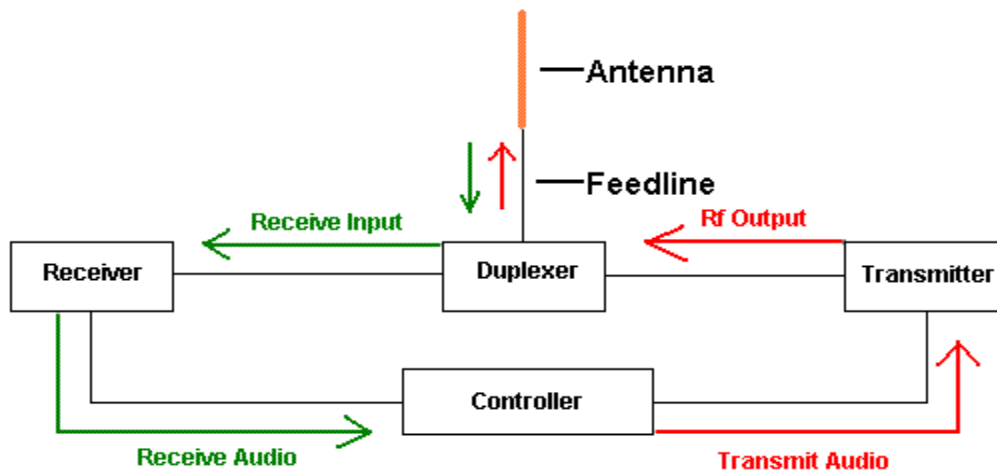 Antenna
Feedline
Receive Input
Rf Output
Receiver
Duplexer
Transmitter
Controller
Receive Audio
Transmit Audio